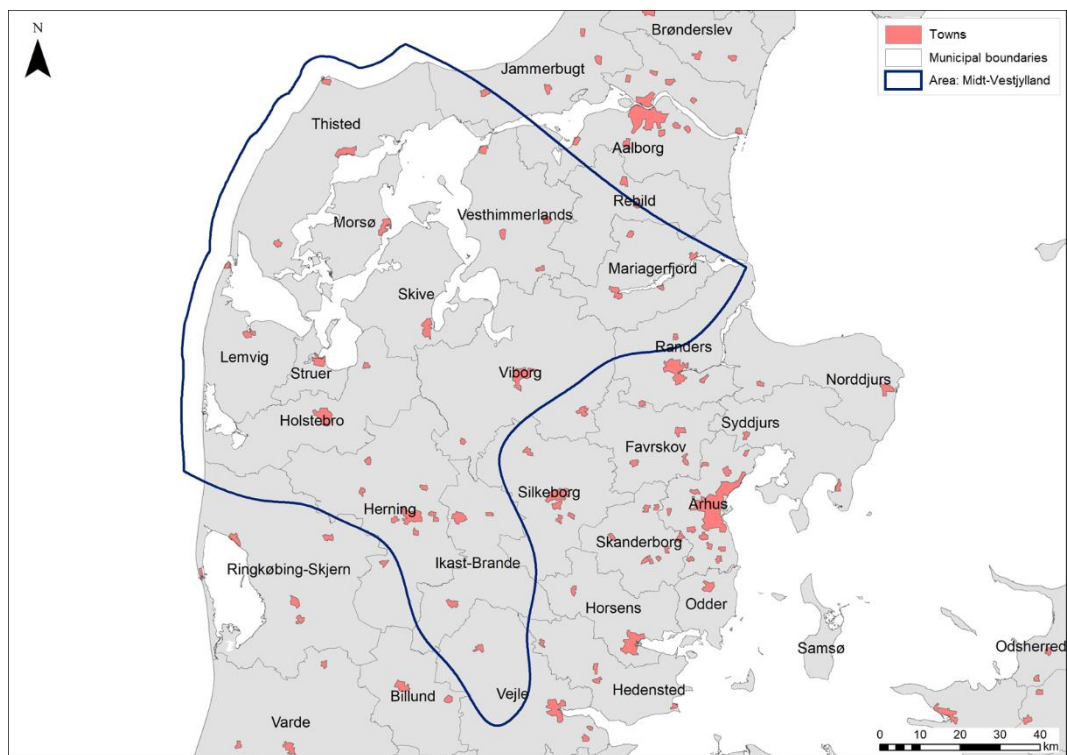 N
Brønderslev
Towns
Municipal boundaries
Area: Midt-Vestjylland
Jammerbugt
Thisted
Aalborg
Rebild
Morsø
Vesthimmerlands
Mariagerfjord
Skive
Randers
Lemvig
Struer
Viborg
Norddjurs
Holstebro
Syddjurs
Favrskov
Silkeborg
Århus
Herning
Skanderborg
Ikast-Brande
Ringkøbing-Skjern
Horsens
Odder
Samsø
Odsherred
Hedensted
Billund
Vejle
Varde
0 5 10 20 30 40
km